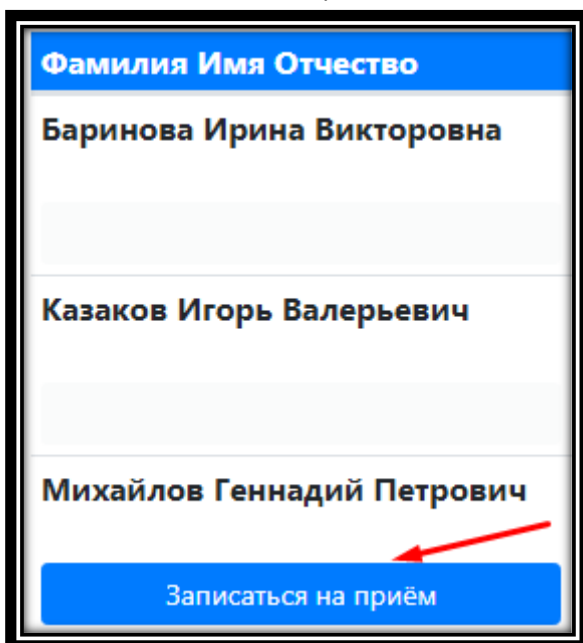 Фамилия Имя Отчество
Баринова Ирина Викторовна
Казаков Игорь Валерьевич
Михайлов Геннадий Петрович
Записаться на приём